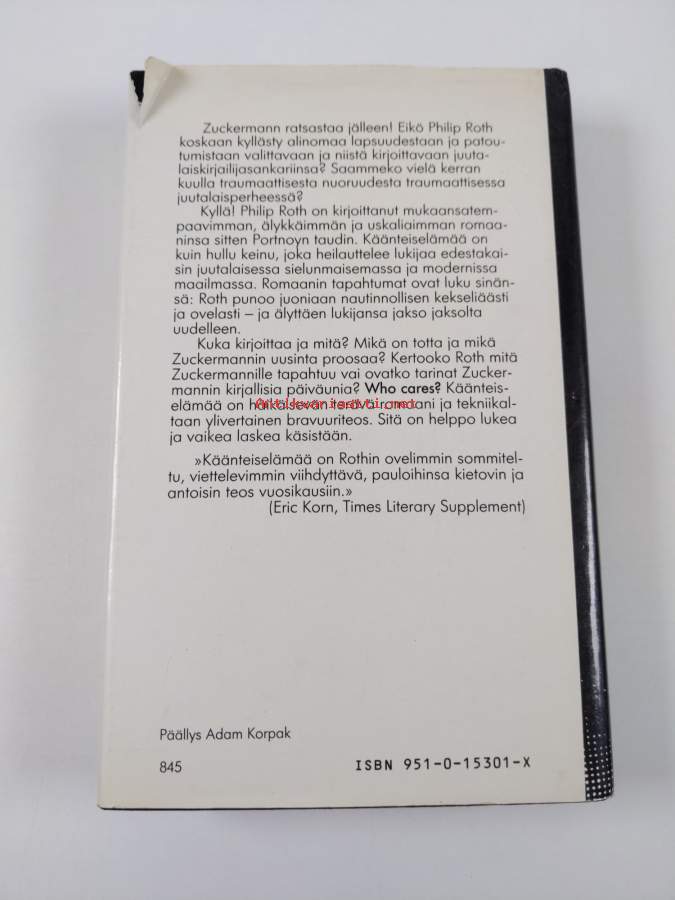 Zuckermann ratsastaa jälleen! Eikö Philip Roth
koskaan kyllästy alinomaa lapsuudestaan ja patou-
tumistaan valittavaan ja niistä kirjoittavaan juuta-
laiskirjailijasankariinsa? Saammeko vielä kerran
kuulla traumaattisesta nuoruudesta traumaattisessa
juutalaisperheessä?
Kyllä! Philip Roth on kirjoittanut mukaansatem-
paavimman, älykkäimmän ja uskaliaimman romaa-
ninsa sitten Portnoyn taudin. Käänteiselämää on
kuin hullu keinu, joka heilauttelee lukijaa edestakai-
sin juutalaisessa sielunmaisemassa ja modernissa
maailmassa. Romaanin tapahtumat ovat luku sinän-
sä: Roth punoo juoniaan nautinnollisen kekseliäästi
ja ovelasti – ja älyttäen lukijansa jakso jaksolta
uudelleen.
Kuka kirjoittaa ja mitä? Mikä on totta ja mikä
Zuckermannin uusinta proosaa? Kertooko Roth mitä
Zuckermannille tapahtuu vai ovatko tarinat Zucker-
mannin kirjallisia päiväunia? Who cares? Käänteis-
elämää on häikäisevän terävä romaani ja tekniikal-
taan ylivertainen bravuuriteos. Sitä on helppo lukea
ja vaikea laskea käsistään.
»Käänteiselämää on Rothin ovelimmin sommitel-
tu, viettelevimmin viihdyttävä, pauloihinsa kietovin ja
antoisin teos vuosikausiin.»
(Eric Korn, Times Literary Supplement)
Päällys Adam Korpak
845 ISBN 951-0-15301-X